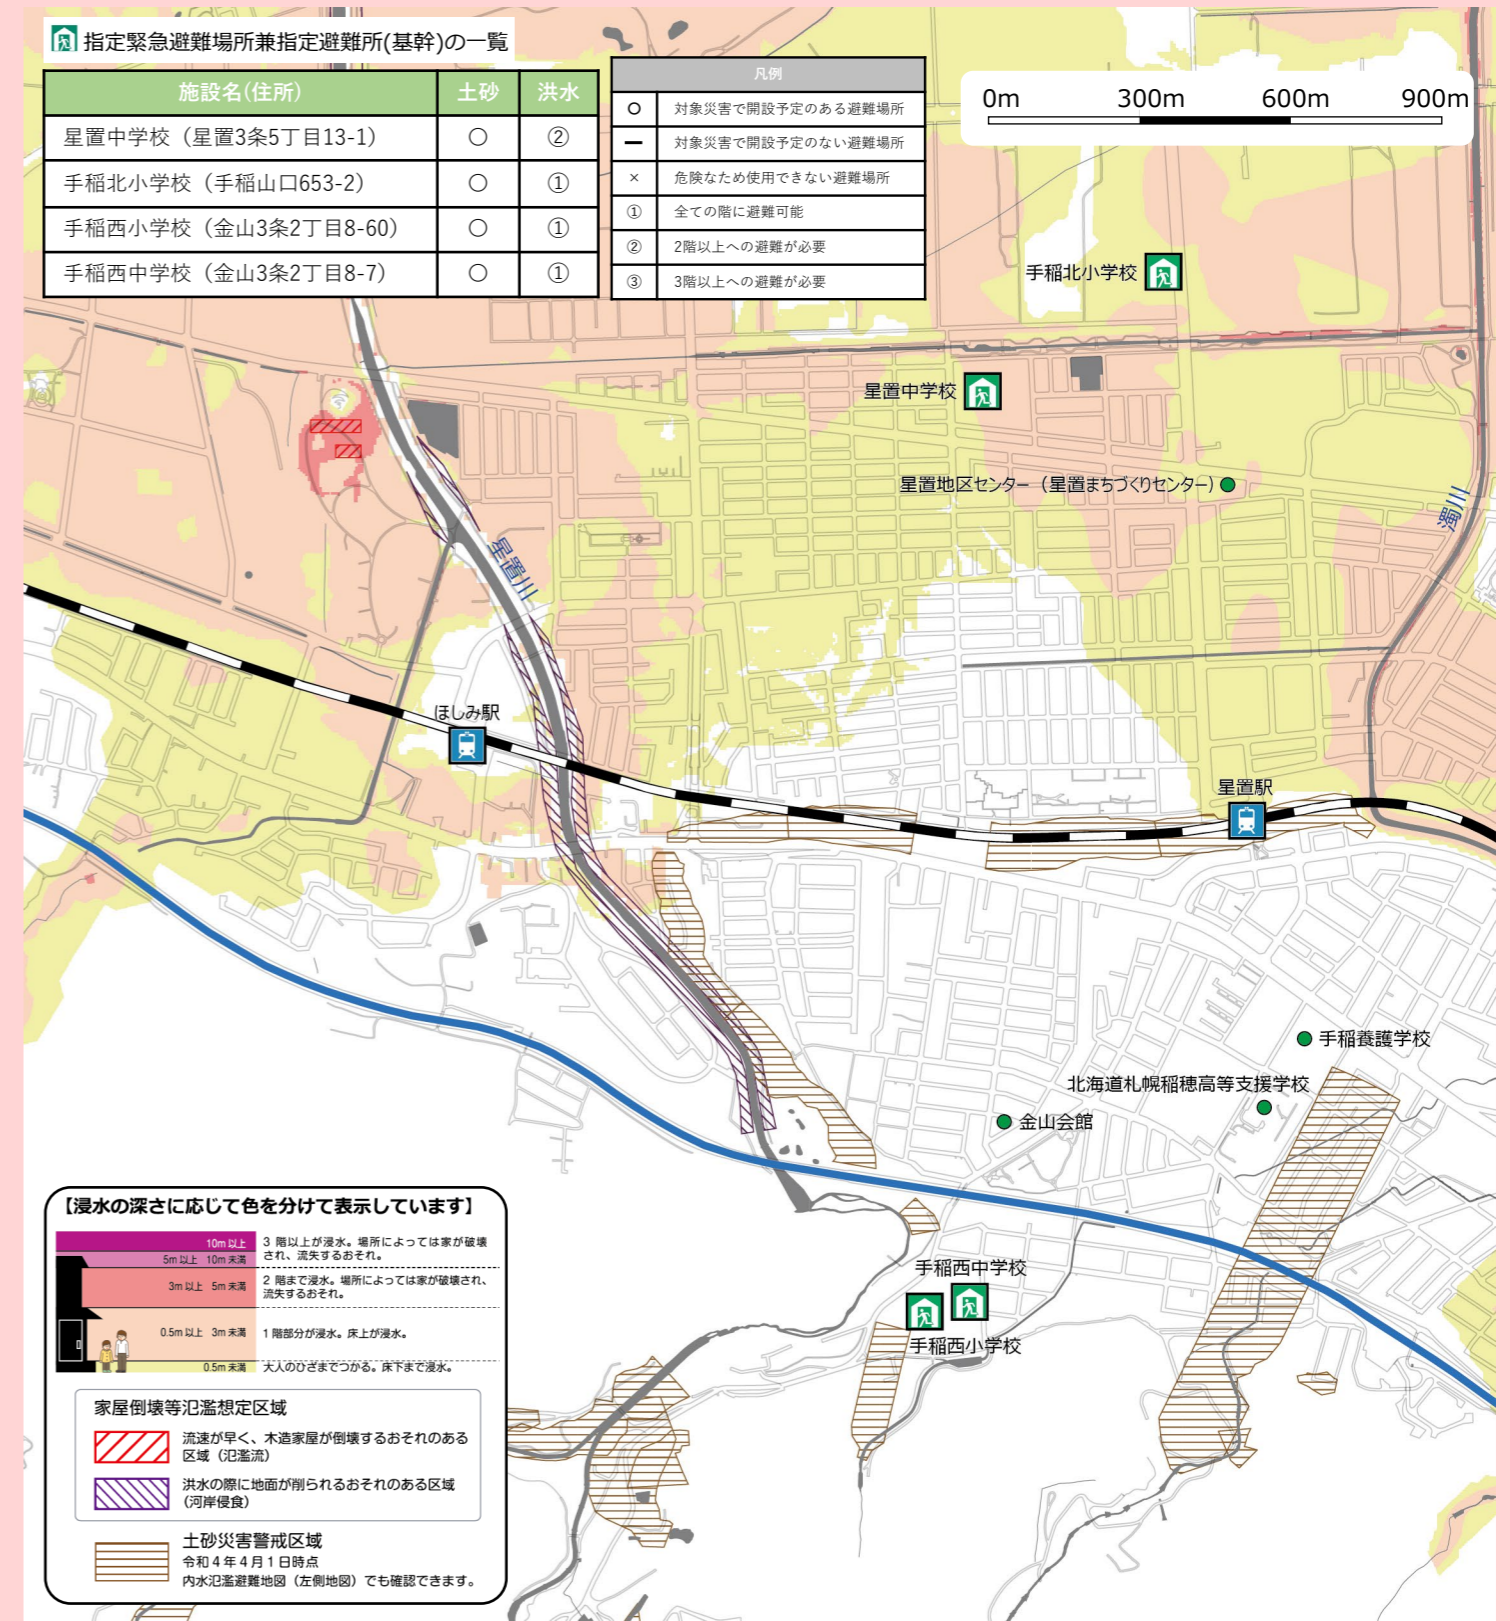 指定緊急避難場所兼指定避難所(基幹)の一覧
施設名(住所) 土砂 洪水
星置中学校（星置3条5丁目13-1） 〇 ②
手稲北小学校（手稲山口653-2） 〇 ①
手稲西小学校（金山3条2丁目8-60） 〇 ①
手稲西中学校（金山3条2丁目8-7） 〇 ①
凡例
〇 対象災害で開設予定のある避難場所
ー 対象災害で開設予定のない避難場所
× 危険なため使用できない避難場所
① 全ての階に避難可能
② 2階以上への避難が必要
③ 3階以上への避難が必要
0m 300m 600m 900m
手稲北小学校
星置中学校
星置地区センター（星置まちづくりセンター）
濁川
星置川
ほしみ駅
星置駅
手稲養護学校
北海道札幌稲穂高等支援学校
金山会館
手稲西中学校
手稲西小学校
【浸水の深さに応じて色を分けて表示しています】
10m以上 3階以上が浸水。場所によっては家が破壊
され、流失するおそれ。
5m以上 10m未満
3m以上 5m未満 2階まで浸水。場所によっては家が破壊され、
流失するおそれ。
0.5m以上 3m未満 1階部分が浸水。床上が浸水。
0.5m未満 大人のひざまでつかる。床下まで浸水。
家屋倒壊等氾濫想定区域
流速が早く、木造家屋が倒壊するおそれのある
区域（氾濫流）
洪水の際に地面が削られるおそれのある区域
（河岸侵食）
土砂災害警戒区域
令和4年4月1日時点
内水氾濫避難地図（左側地図）でも確認できます。